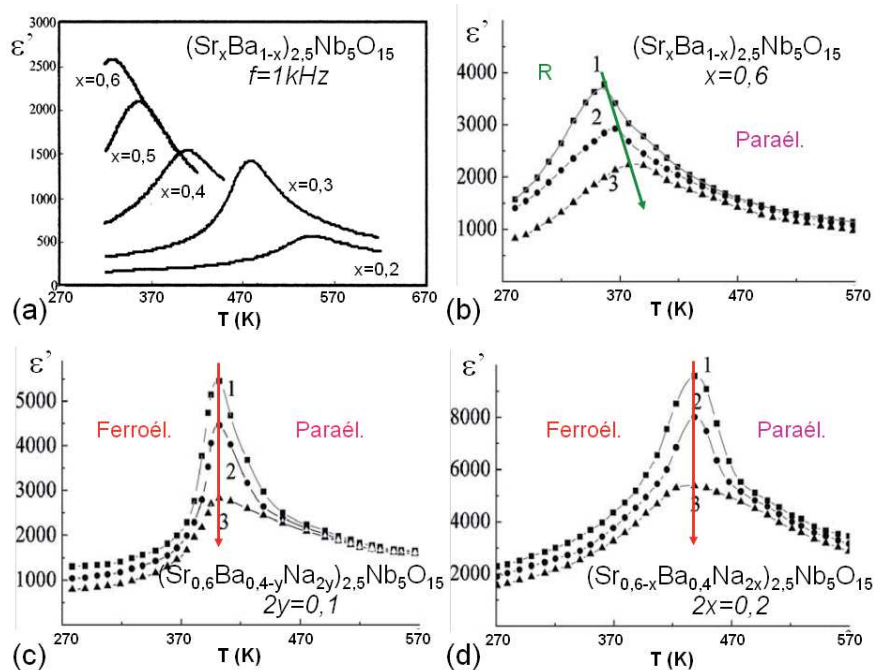 3000
ε’
2500
2000
1500
1000
500
0
(SrₓBa₁₋ₓ)₂,₅Nb₅O₁₅
f=1kHz
x=0,6
x=0,5
x=0,4
x=0,3
x=0,2
270 370 470 570 670
(a) T (K)
ε’
4000
3000
2000
1000
R
1
2
3
(SrₓBa₁₋ₓ)₂,₅Nb₅O₁₅
x=0,6
Paraél.
270 370 470 570
(b) T (K)
ε’
5000
4000
3000
2000
1000
Ferroél.
1
2
3
Paraél.
(Sr₀,₆Ba₀,₄₋yNa₂y)₂,₅Nb₅O₁₅
2y=0,1
270 370 470 570
(c) T (K)
ε’
8000
6000
4000
2000
Ferroél.
1
2
3
Paraél.
(Sr₀,₆₋ₓBa₀,₄Na₂ₓ)₂,₅Nb₅O₁₅
2x=0,2
270 370 470 570
(d) T (K)